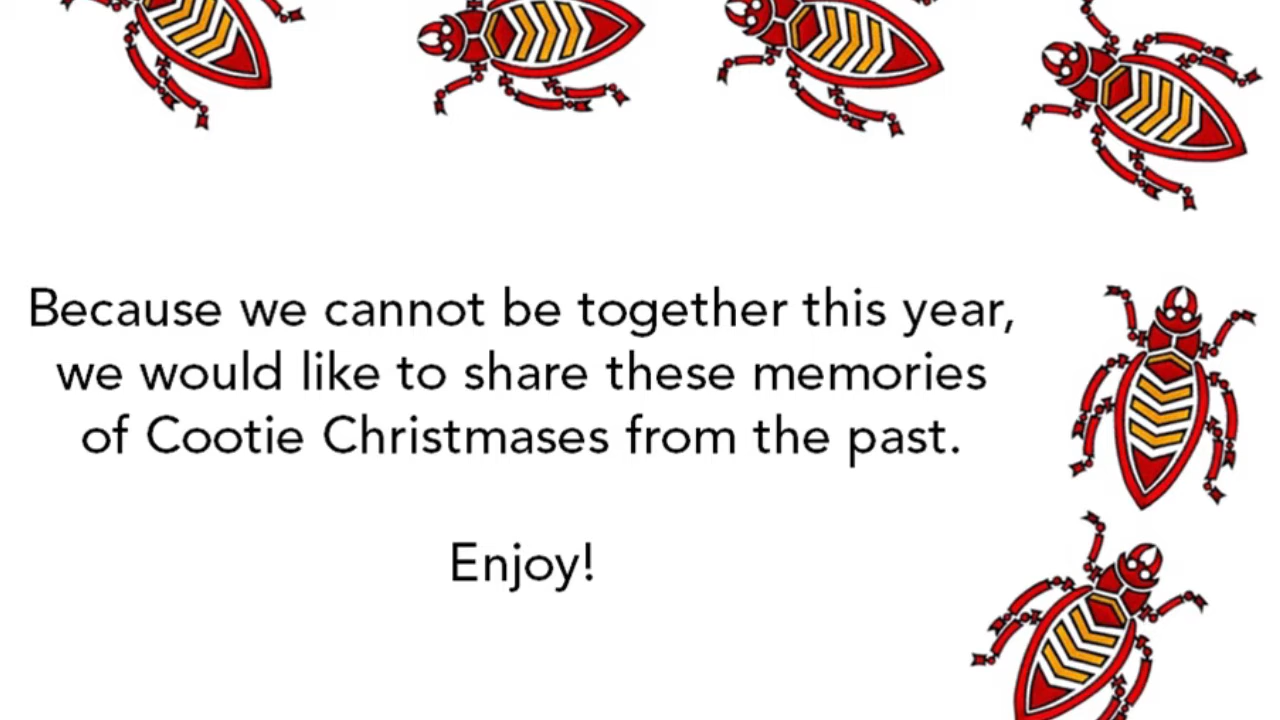 Because we cannot be together this year,
we would like to share these memories
of Cootie Christmases from the past.
Enjoy!